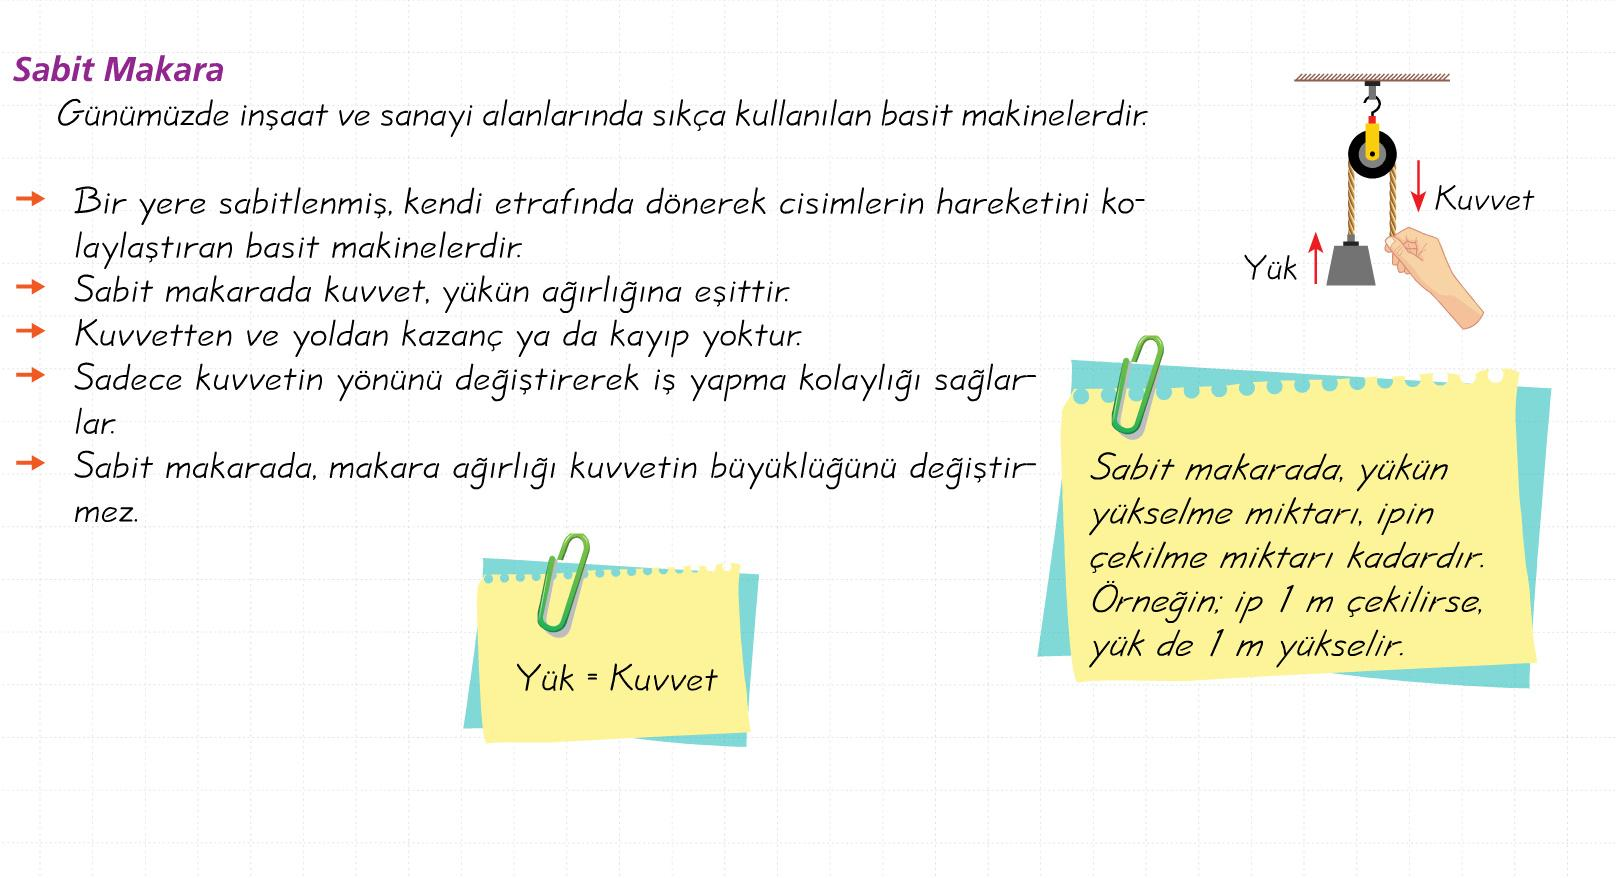 Sabit Makara
Günümüzde inşaat ve sanayi alanlarında sıkça kullanılan basit makinelerdir.
Bir yere sabitlenmiş, kendi etrafında dönerek cisimlerin hareketini ko-
laylaştıran basit makinelerdir.
Sabit makarada kuvvet, yükün ağırlığına eşittir.
Kuvvetten ve yoldan kazanç ya da kayıp yoktur.
Sadece kuvvetin yönünü değiştirerek iş yapma kolaylığı sağlar-
lar.
Sabit makarada, makara ağırlığı kuvvetin büyüklüğünü değiştir-
mez.
Kuvvet
Yük
Sabit makarada, yükün
yükselme miktarı, ipin
çekilme miktarı kadardır.
Örneğin; ip 1 m çekilirse,
yük de 1 m yükselir.
Yük = Kuvvet